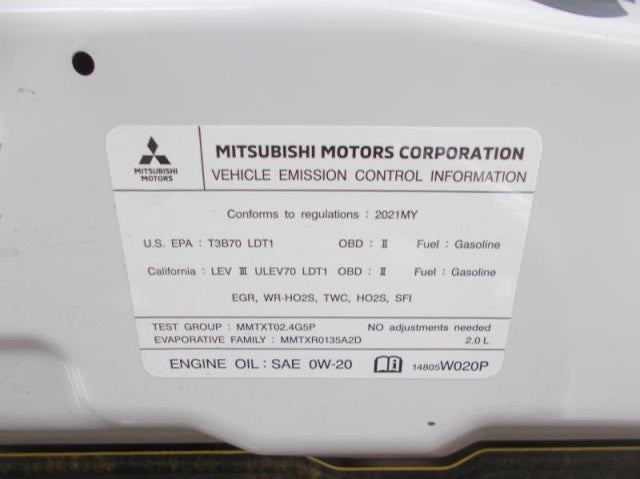 MITSUBISHI MOTORS
MITSUBISHI MOTORS CORPORATION
VEHICLE EMISSION CONTROL INFORMATION
Conforms to regulations : 2021MY
U.S. EPA : T3B70 LDT1 OBD : II Fuel : Gasoline
California : LEV III ULEV70 LDT1 OBD : II Fuel : Gasoline
EGR, WR-HO2S, TWC, HO2S, SFI
TEST GROUP : MMTXT02.4G5P NO adjustments needed
EVAPORATIVE FAMILY : MMTXR0135A2D 2.0 L
ENGINE OIL : SAE 0W-20 14805W020P